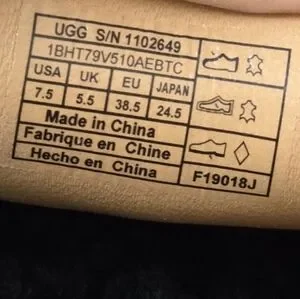 UGG S/N 1102649
1BHT79V510AEBTC
USA UK EU JAPAN
7.5 5.5 38.5 24.5
Made in China
Fabrique en Chine
Hecho en China
F19018J